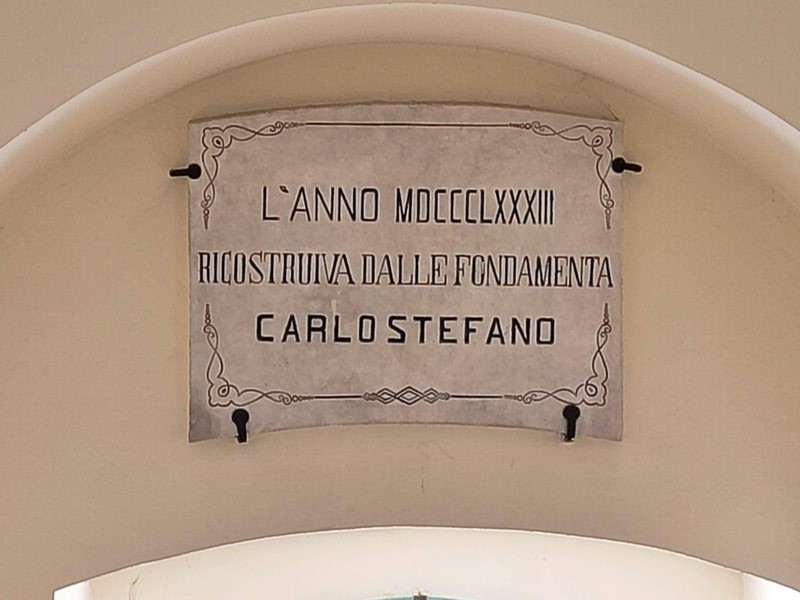 L'ANNO MDCCCLXXXIII
RICOSTRUIVA DALLE FONDAMENTA
CARLO STEFANO